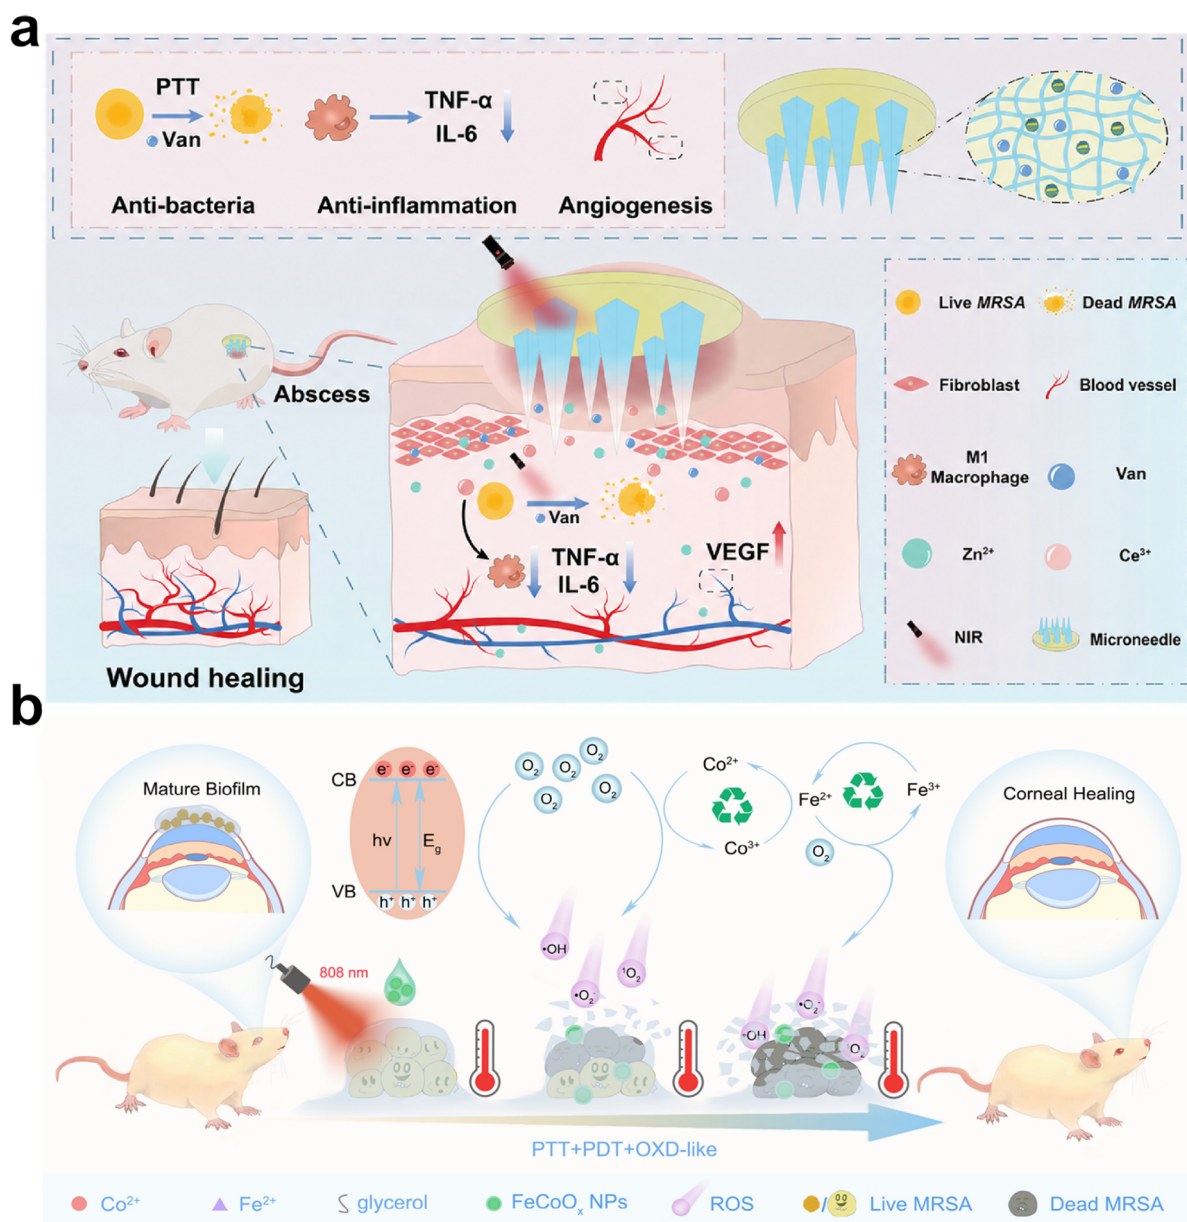 a
PTT
Van
TNF-α
IL-6
Anti-bacteria
Anti-inflammation
Angiogenesis
Abscess
Wound healing
Van
TNF-α
IL-6
VEGF
Live MRSA
Dead MRSA
Fibroblast
Blood vessel
M1
Macrophage
Van
Zn²⁺
Ce³⁺
NIR
Microneedle
b
Mature Biofilm
CB
e⁻ e⁻ e⁻
hν
E_g
VB
h⁺ h⁺ h⁺
O₂
O₂
O₂
O₂
O₂
Co²⁺
Co³⁺
Fe²⁺
Fe³⁺
O₂
Corneal Healing
808 nm
•OH
•O₂⁻
¹O₂
•O₂⁻
•OH
¹O₂
PTT+PDT+OXD-like
Co²⁺
Fe²⁺
glycerol
FeCoOₓ NPs
ROS
/
Live MRSA
Dead MRSA